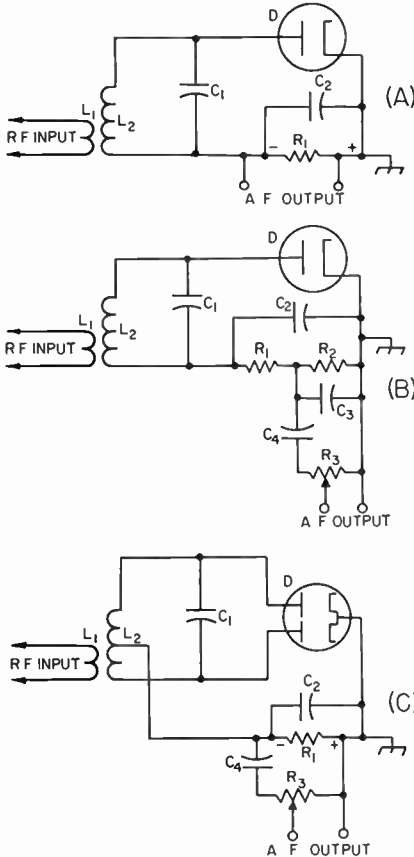 D
C1
C2
(A)
L1
L2
RF INPUT
- R1 +
A F OUTPUT
D
C1
C2
(B)
L1
L2
RF INPUT
R1 R2
C3
C4
R3
A F OUTPUT
D
C1
L1
L2
RF INPUT
C2
(C)
- R1 +
C4
R3
A F OUTPUT